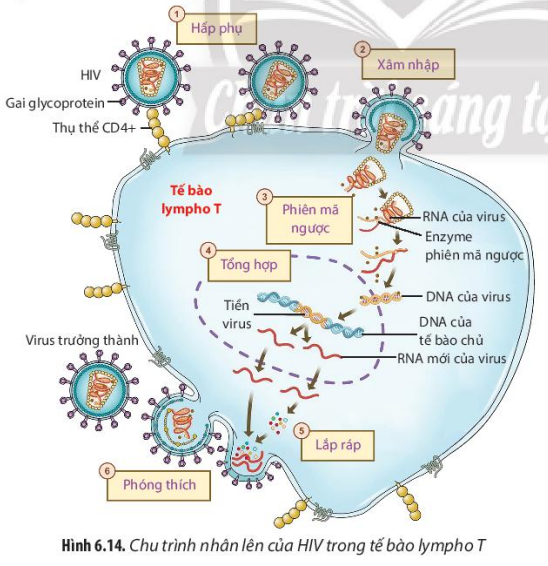 1
Hấp phụ
2
Xâm nhập
HIV
Gai glycoprotein
Thụ thể CD4+
Tế bào
lympho T
3
Phiên mã
ngược
RNA của virus
Enzyme
phiên mã ngược
4
Tổng hợp
Tiền
virus
DNA của virus
DNA của
tế bào chủ
RNA mới của virus
Virus trưởng thành
5
Lắp ráp
6
Phóng thích
Hình 6.14. Chu trình nhân lên của HIV trong tế bào lympho T